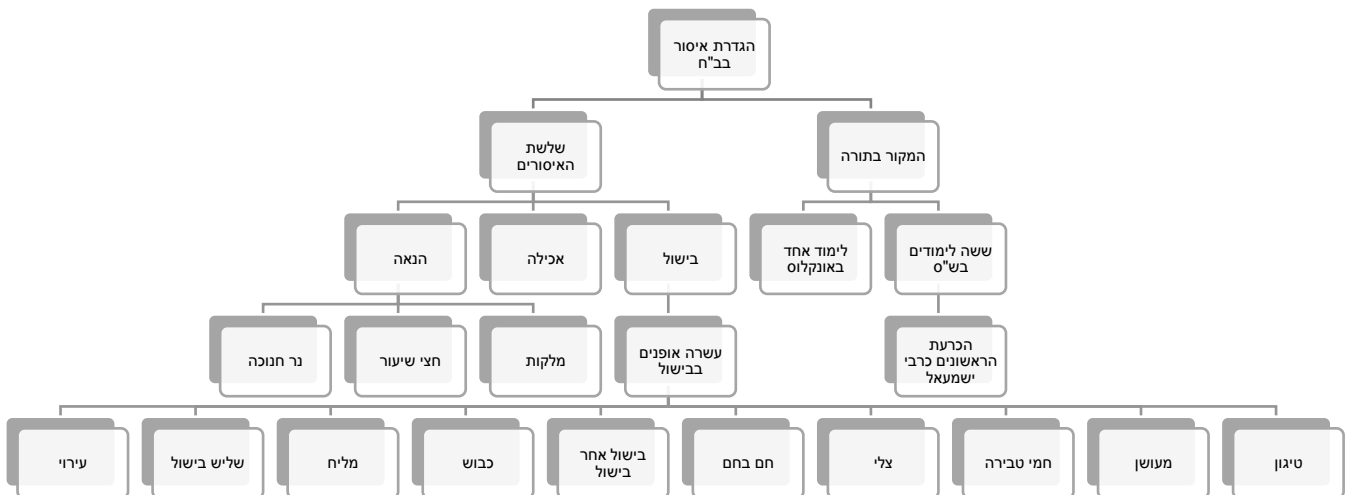 הגדרת איסור
בב"ח
המקור בתורה
שלשת
האיסורים
ששה לימודים
בש"ס
לימוד אחד
באונקלוס
בישול
אכילה
הנאה
הכרעת
הראשונים כרבי
ישמעאל
עשרה אופנים
בבישול
מלקות
חצי שיעור
נר חנוכה
טיגון
מעושן
חמי טבירה
צלי
חם בחם
בישול אחר
בישול
כבוש
מליח
שליש בישול
עירוי